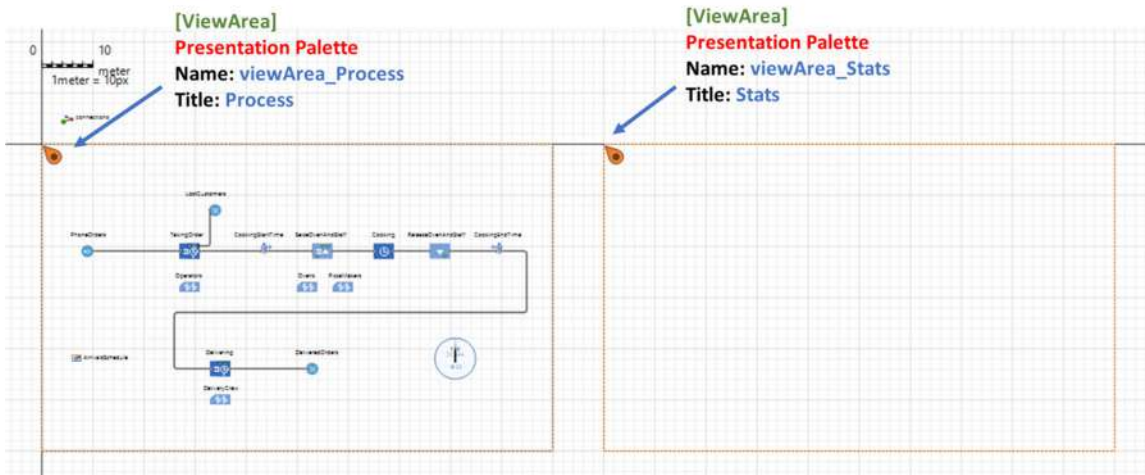 [ViewArea]
Presentation Palette
Name: viewArea_Process
Title: Process
[ViewArea]
Presentation Palette
Name: viewArea_Stats
Title: Stats
0 10
meter
1meter = 10px
connections
LostCustomers
PhoneOrders TakingOrder CookingStartTime SeizeOvenAndStaff Cooking ReleaseOvenAndStaff CookingEndTime
Operators Ovens PizzaMakers
ArrivalSchedule Delivering DeliveredOrders
DeliveryCrew